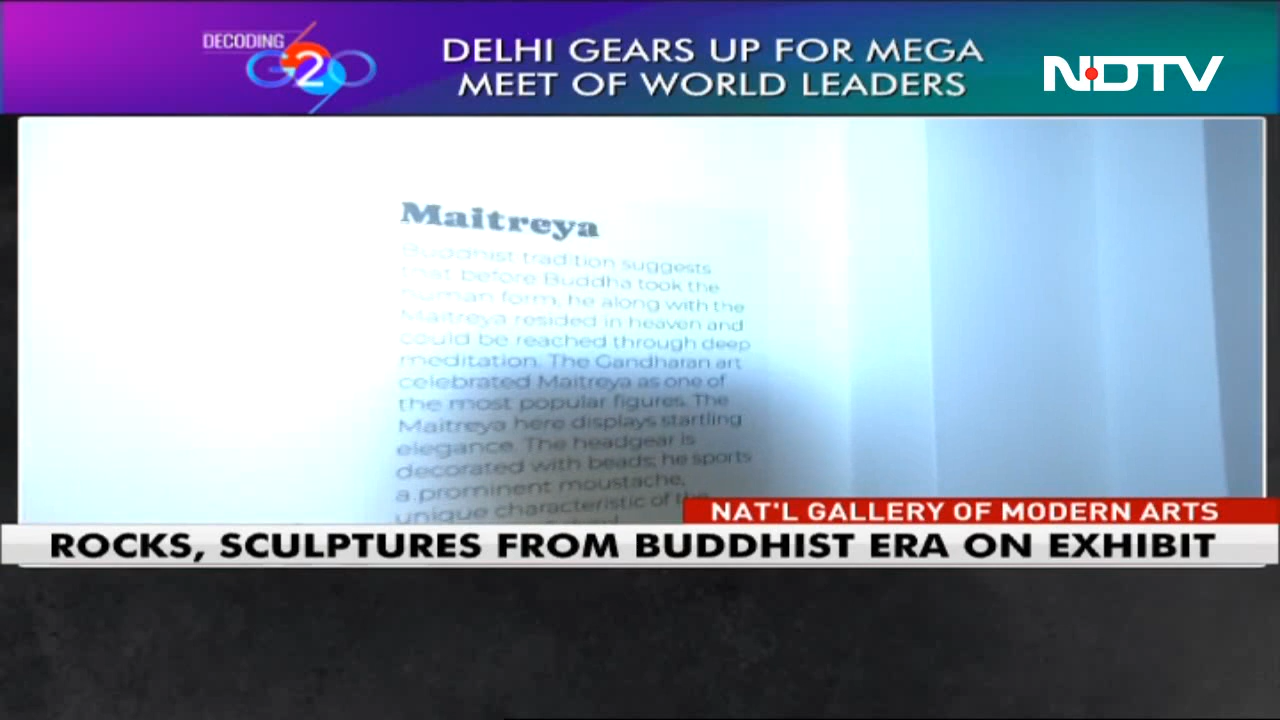 DECODING
G20
DELHI GEARS UP FOR MEGA
MEET OF WORLD LEADERS
NDTV
Maitreya
Buddhist tradition suggests
that before Buddha took the
human form, he along with the
Maitreya resided in heaven and
could be reached through deep
meditation. The Gandharan art
celebrated Maitreya as one of
the most popular figures. The
Maitreya here displays startling
elegance. The headgear is
decorated with beads; he sports
a prominent moustache,
unique characteristic of the
NAT'L GALLERY OF MODERN ARTS
ROCKS, SCULPTURES FROM BUDDHIST ERA ON EXHIBIT